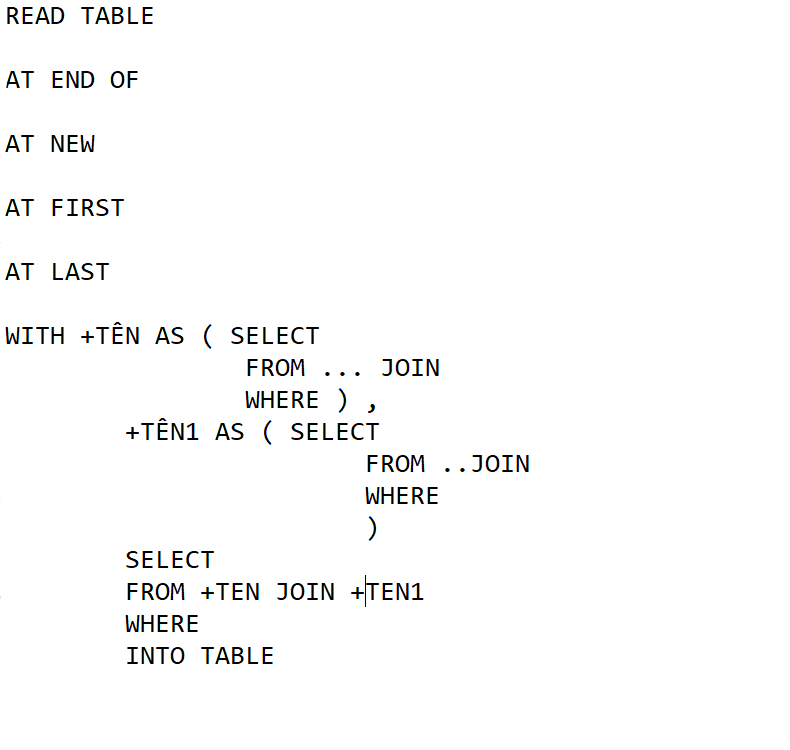 READ TABLE
AT END OF
AT NEW
AT FIRST
AT LAST
WITH +TÊN AS ( SELECT
FROM ... JOIN
WHERE ) ,
+TÊN1 AS ( SELECT
FROM ..JOIN
WHERE
)
SELECT
FROM +TEN JOIN +TEN1
WHERE
INTO TABLE